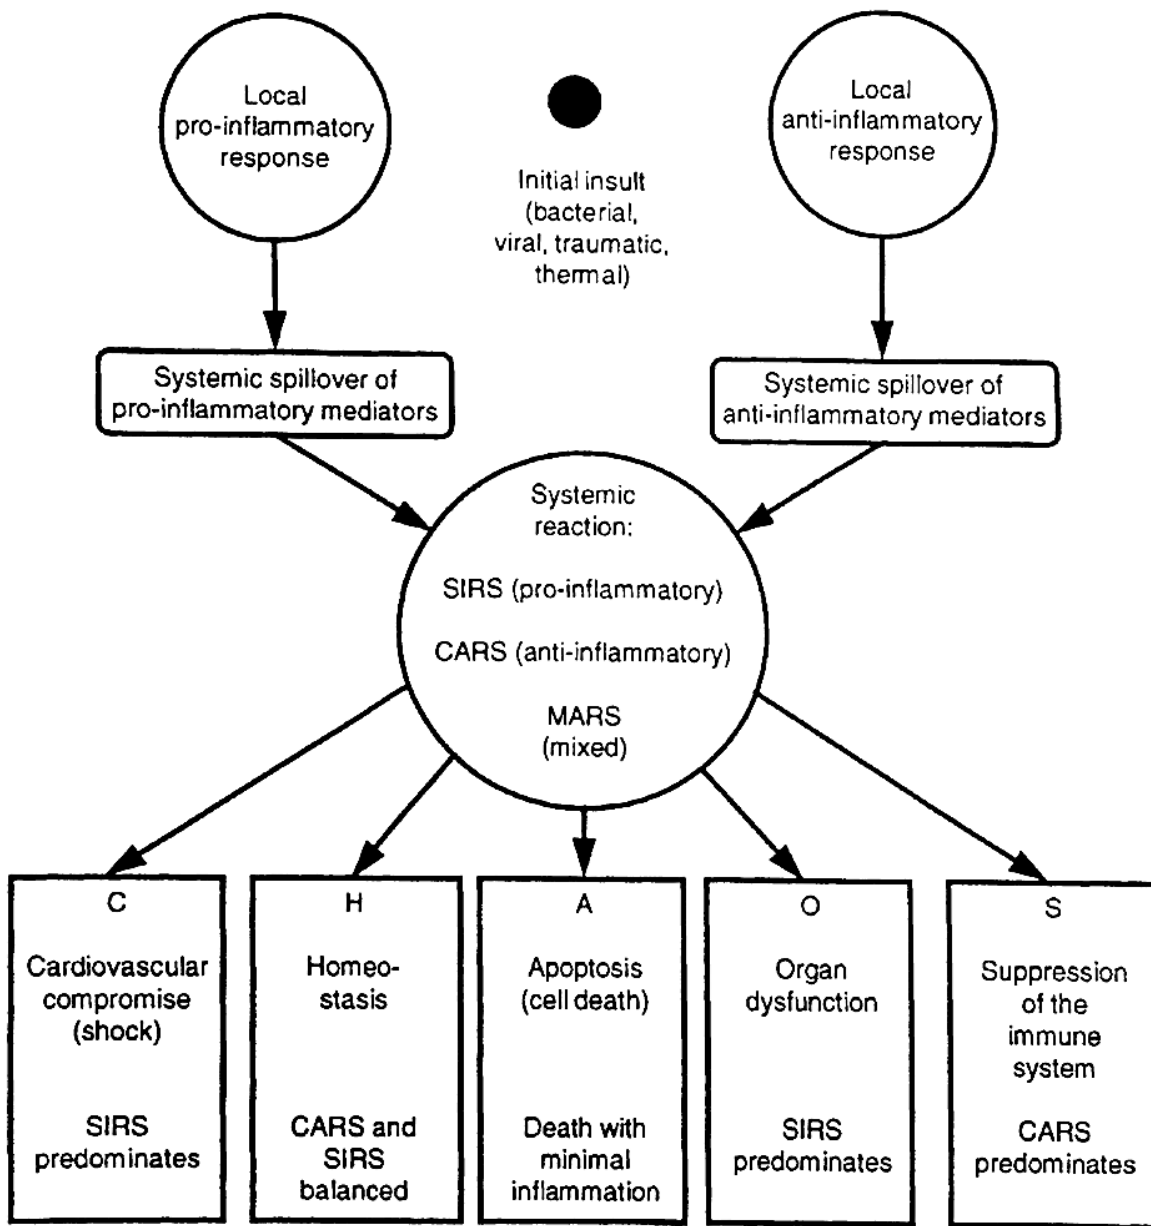 Local
pro-inflammatory
response
Initial insult
(bacterial,
viral, traumatic,
thermal)
Local
anti-inflammatory
response
Systemic spillover of
pro-inflammatory mediators
Systemic spillover of
anti-inflammatory mediators
Systemic
reaction:
SIRS (pro-inflammatory)
CARS (anti-inflammatory)
MARS
(mixed)
C
Cardiovascular
compromise
(shock)
SIRS
predominates
H
Homeo-
stasis
CARS and
SIRS
balanced
A
Apoptosis
(cell death)
Death with
minimal
inflammation
O
Organ
dysfunction
SIRS
predominates
S
Suppression
of the
immune
system
CARS
predominates